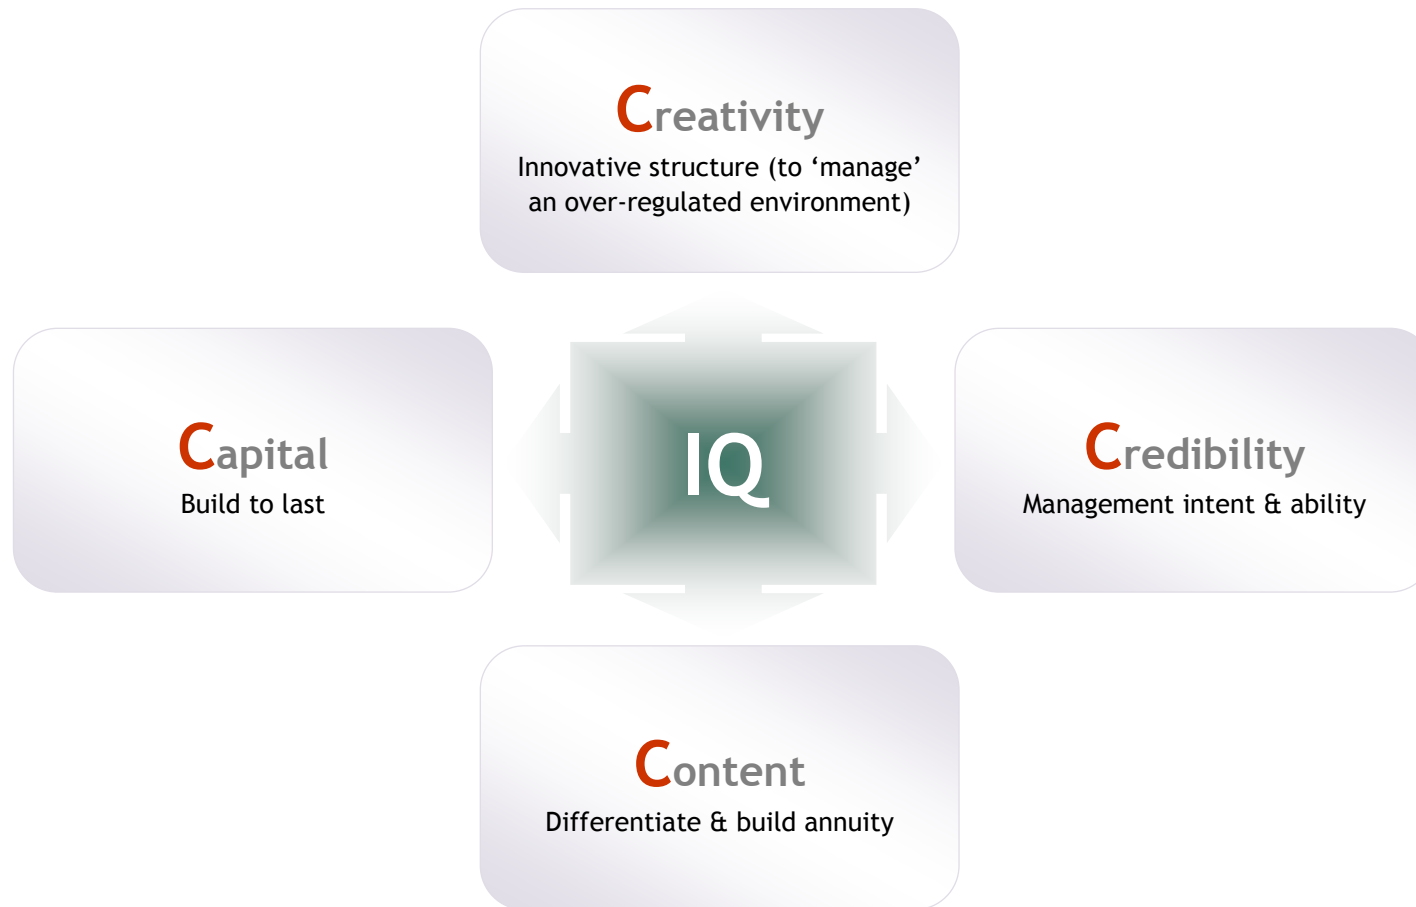 Creativity
Innovative structure (to ‘manage’
an over-regulated environment)
Capital
Build to last
IQ
Credibility
Management intent & ability
Content
Differentiate & build annuity